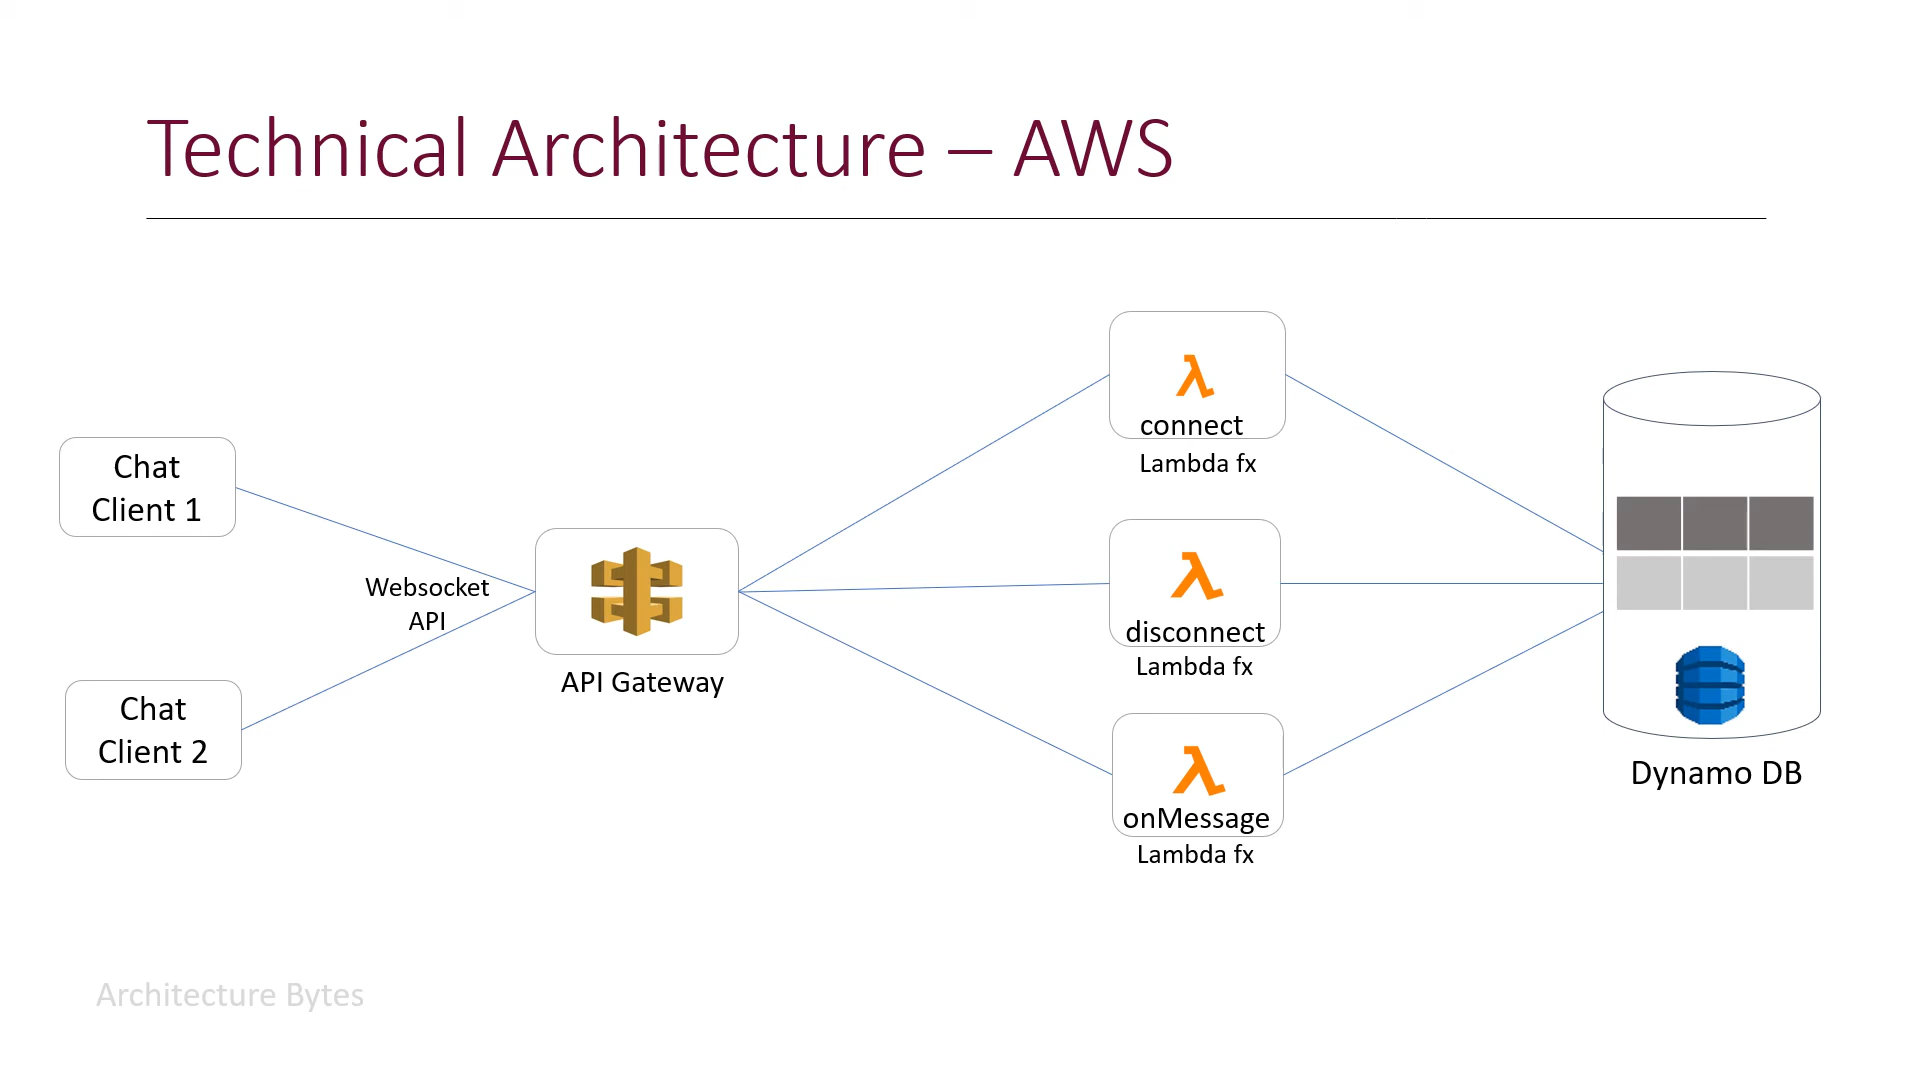 Technical Architecture – AWS
Chat
Client 1
Websocket
API
Chat
Client 2
API Gateway
connect
Lambda fx
disconnect
Lambda fx
onMessage
Lambda fx
Dynamo DB
Architecture Bytes